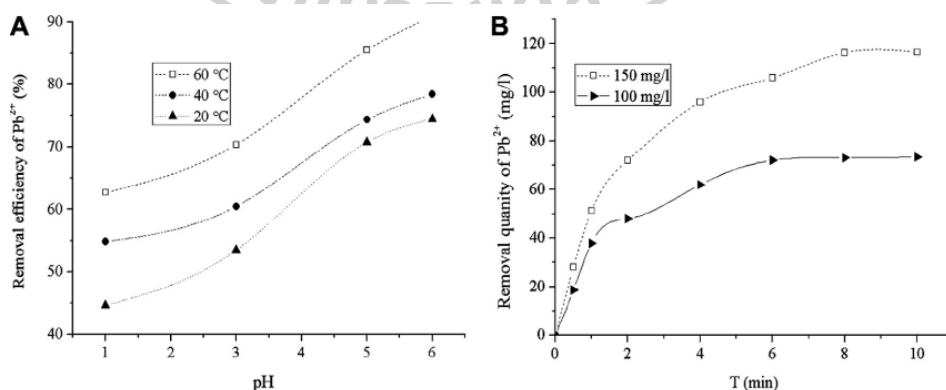 A
Removal efficiency of Pb²⁺ (%)
90
80
70
60
50
40
60 °C
40 °C
20 °C
1
2
3
4
5
6
pH
B
Removal quanity of Pb²⁺ (mg/l)
140
120
100
80
60
40
20
0
150 mg/l
100 mg/l
0
2
4
6
8
10
T (min)